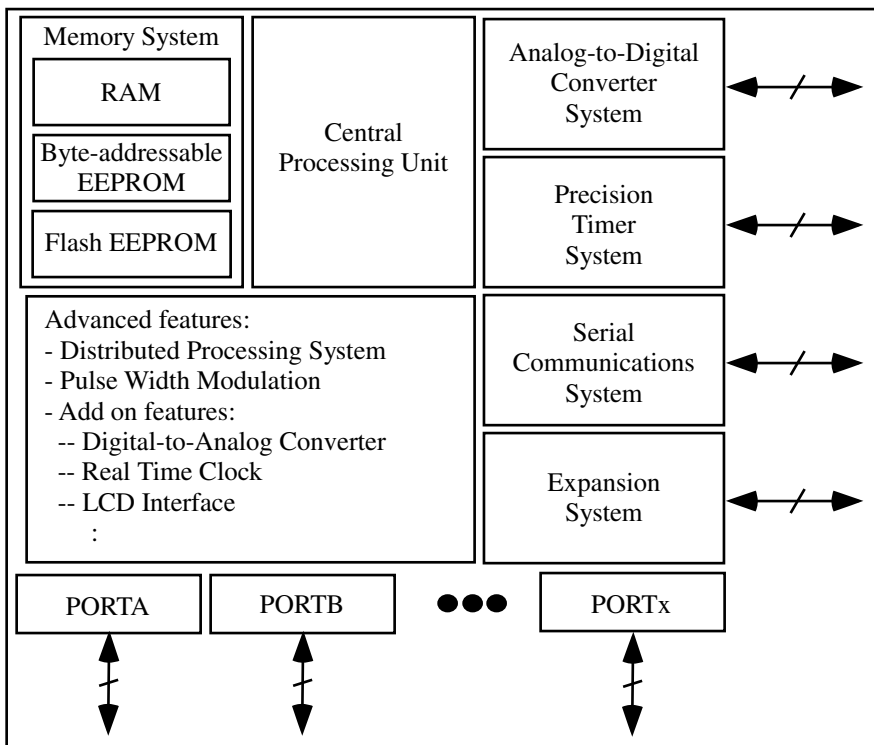 Memory System
RAM
Byte-addressable
EEPROM
Flash EEPROM
Central
Processing Unit
Analog-to-Digital
Converter
System
Precision
Timer
System
Serial
Communications
System
Expansion
System
Advanced features:
- Distributed Processing System
- Pulse Width Modulation
- Add on features:
-- Digital-to-Analog Converter
-- Real Time Clock
-- LCD Interface
:
PORTA
PORTB
PORTx